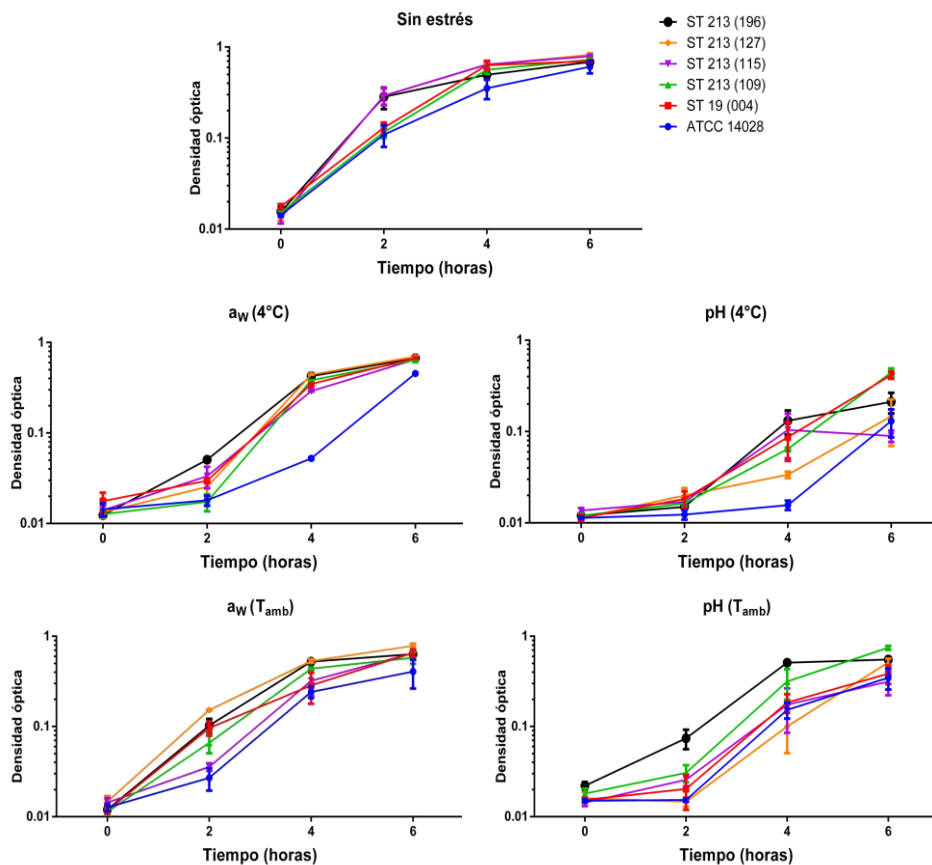 Sin estrés
ST 213 (196)
ST 213 (127)
ST 213 (115)
ST 213 (109)
ST 19 (004)
ATCC 14028
Densidad óptica
1
0.1
0.01
0 2 4 6
Tiempo (horas)
aW (4°C)
Densidad óptica
1
0.1
0.01
0 2 4 6
Tiempo (horas)
pH (4°C)
Densidad óptica
1
0.1
0.01
0 2 4 6
Tiempo (horas)
aW (Tamb)
Densidad óptica
1
0.1
0.01
0 2 4 6
Tiempo (horas)
pH (Tamb)
Densidad óptica
1
0.1
0.01
0 2 4 6
Tiempo (horas)